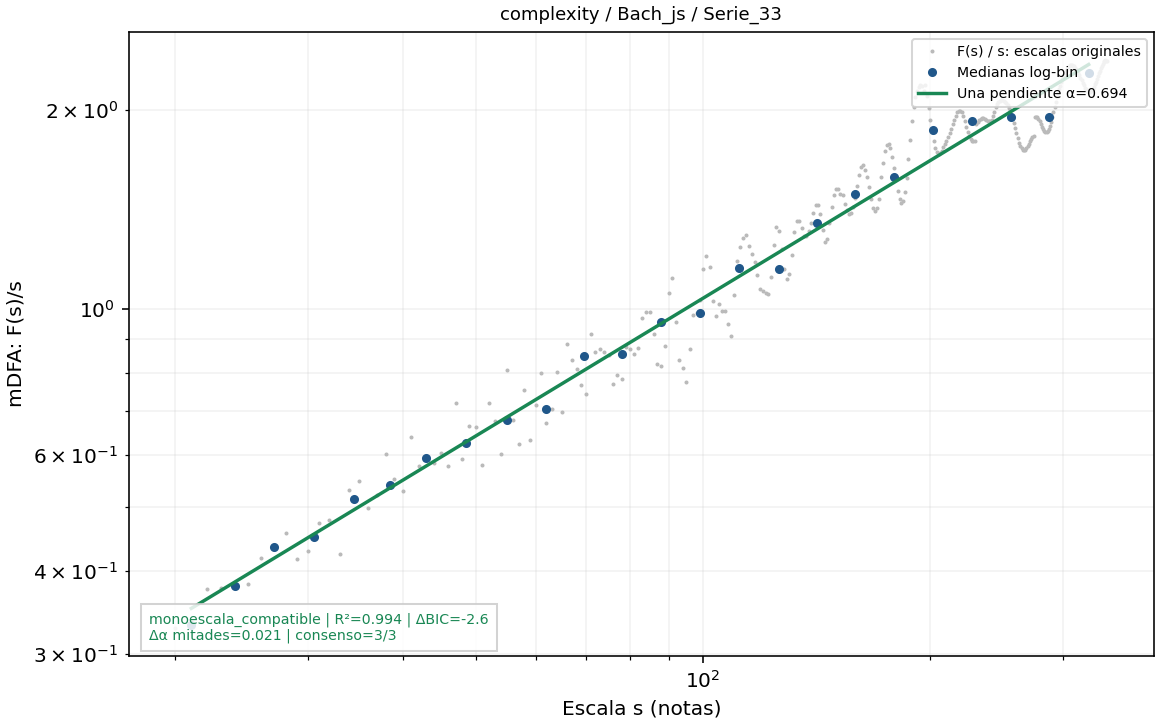 complexity / Bach_js / Serie_33
F(s) / s: escalas originales
Medianas log-bin
Una pendiente α=0.694
2 × 10⁰
10⁰
6 × 10⁻¹
4 × 10⁻¹
3 × 10⁻¹
mDFA: F(s)/s
monoescala_compatible | R²=0.994 | ΔBIC=-2.6
Δα mitades=0.021 | consenso=3/3
10²
Escala s (notas)